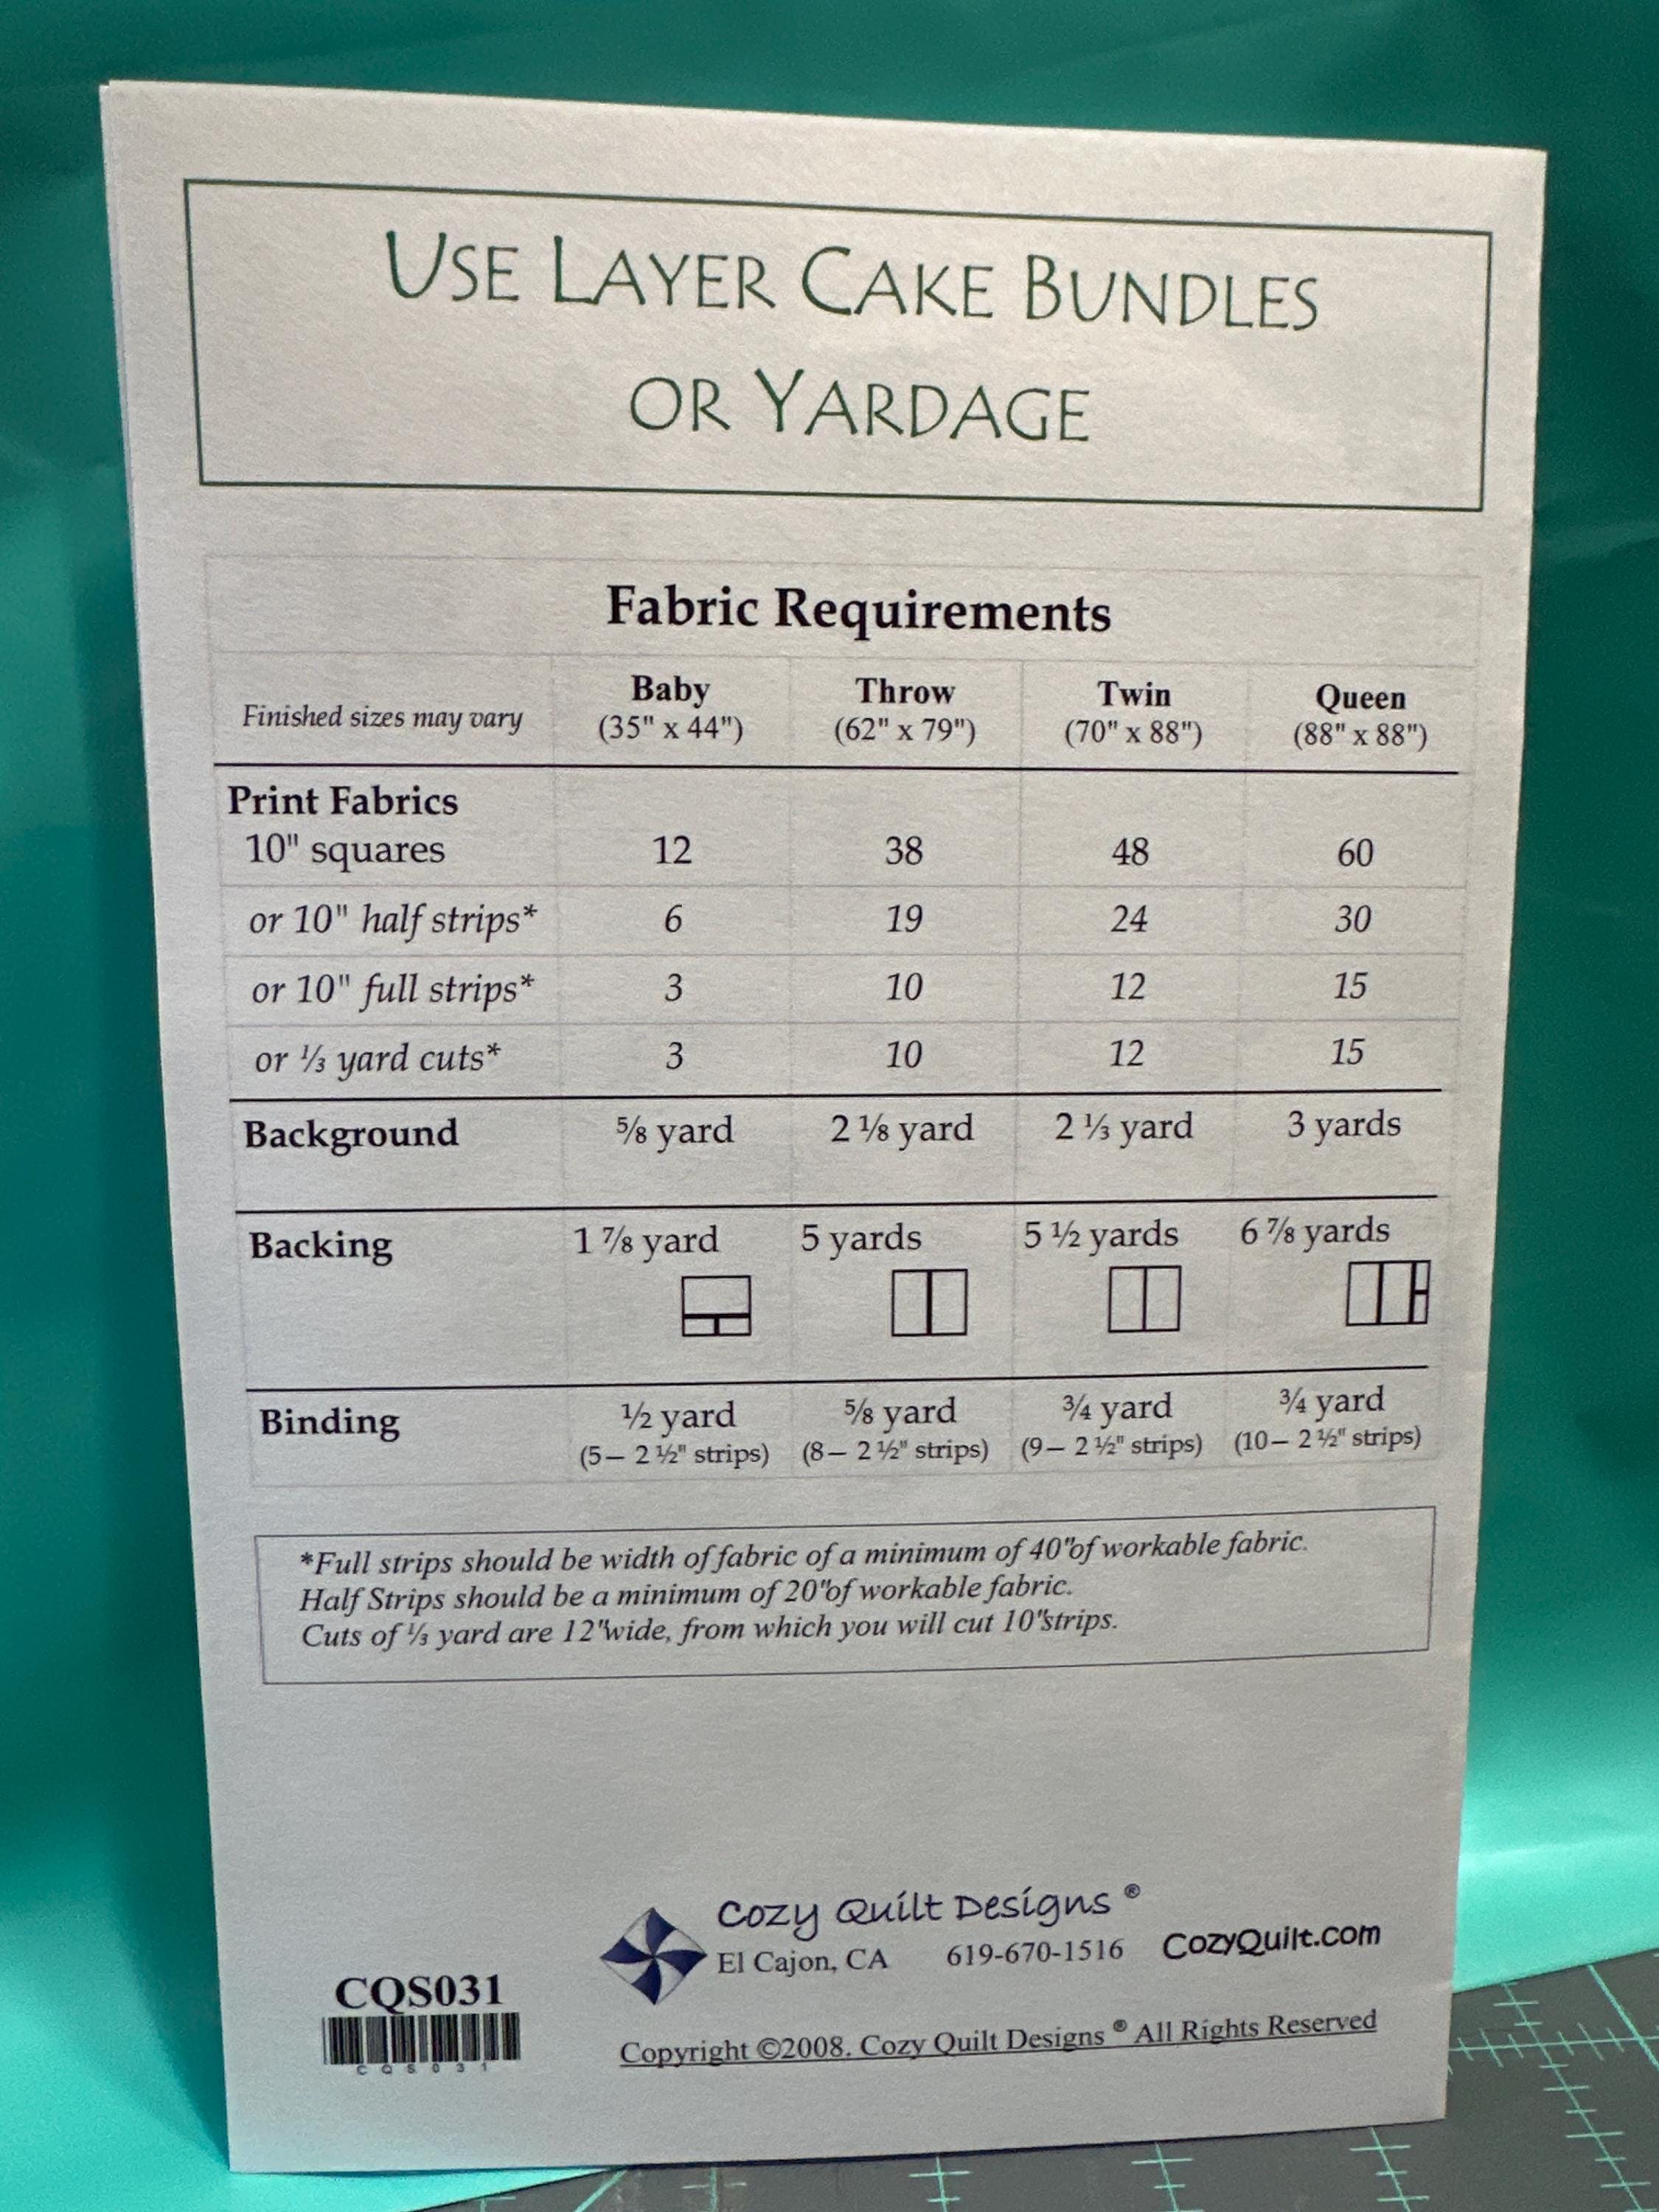 USE LAYER CAKE BUNDLES
OR YARDAGE
Fabric Requirements
Finished sizes may vary Baby (35" x 44") Throw (62" x 79") Twin (70" x 88") Queen (88" x 88")
Print Fabrics
10" squares 12 38 48 60
or 10" half strips* 6 19 24 30
or 10" full strips* 3 10 12 15
or ⅓ yard cuts* 3 10 12 15
Background ⅝ yard 2 ⅛ yard 2 ⅓ yard 3 yards
Backing 1 ⅞ yard 5 yards 5 ½ yards 6 ⅞ yards
Binding ½ yard ⅝ yard ¾ yard ¾ yard
(5– 2 ½" strips) (8– 2 ½" strips) (9– 2 ½" strips) (10– 2 ½" strips)
*Full strips should be width of fabric of a minimum of 40"of workable fabric.
Half Strips should be a minimum of 20"of workable fabric.
Cuts of ⅓ yard are 12"wide, from which you will cut 10"strips.
Cozy Quilt Designs ®
El Cajon, CA 619-670-1516 CozyQuilt.com
CQS031
C Q S 0 3 1
Copyright ©2008. Cozy Quilt Designs ® All Rights Reserved